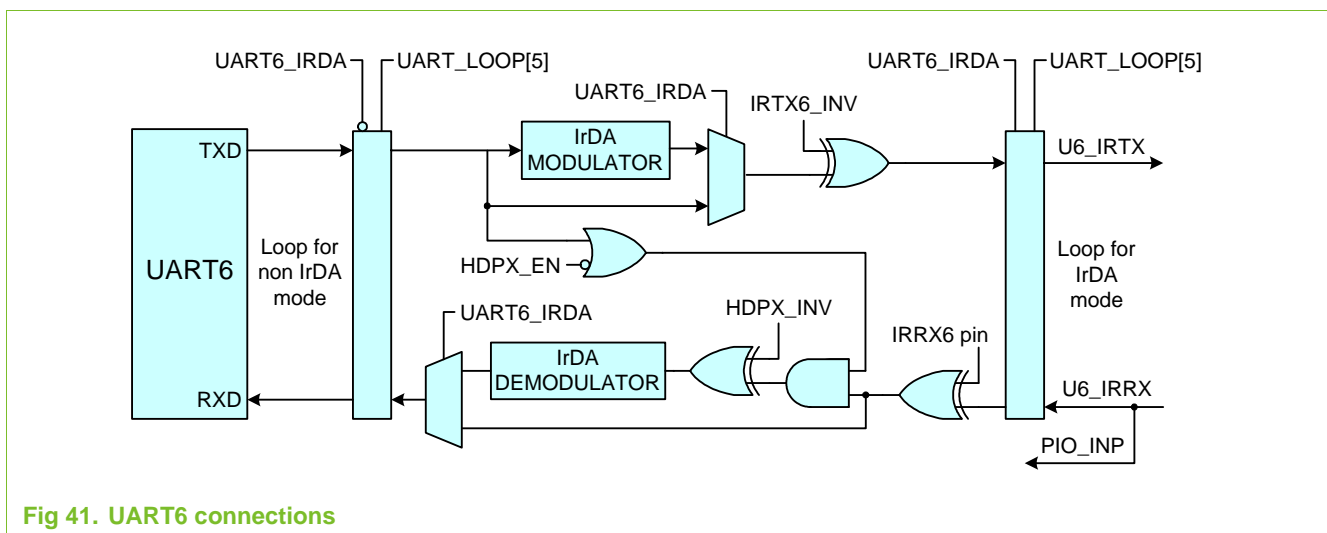 UART6_IRDA
UART_LOOP[5]
UART6_IRDA
UART_LOOP[5]
UART6_IRDA
IRTX6_INV
TXD
IrDA
MODULATOR
U6_IRTX
UART6
Loop for
non IrDA
mode
HDPX_EN
Loop for
IrDA
mode
UART6_IRDA
HDPX_INV
IRRX6 pin
IrDA
DEMODULATOR
RXD
U6_IRRX
PIO_INP
Fig 41. UART6 connections